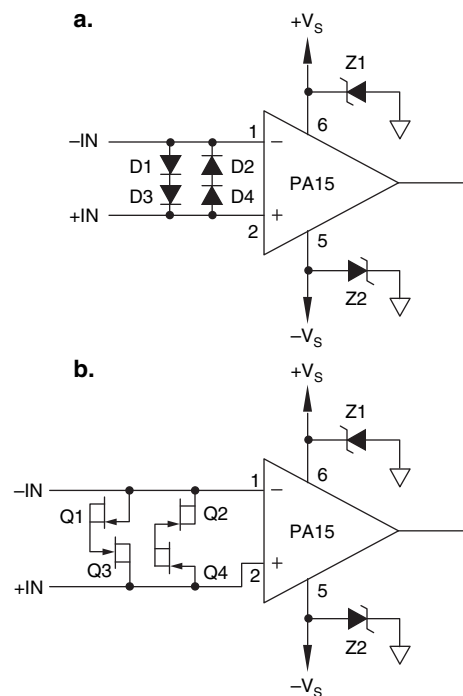 a.
+VS
Z1
6
–IN
1
–
D1
D2
PA15
D3
D4
+IN
+
2
5
Z2
–VS
b.
+VS
Z1
6
–IN
1
–
Q1
Q2
PA15
Q3
Q4
+
2
+IN
5
Z2
–VS